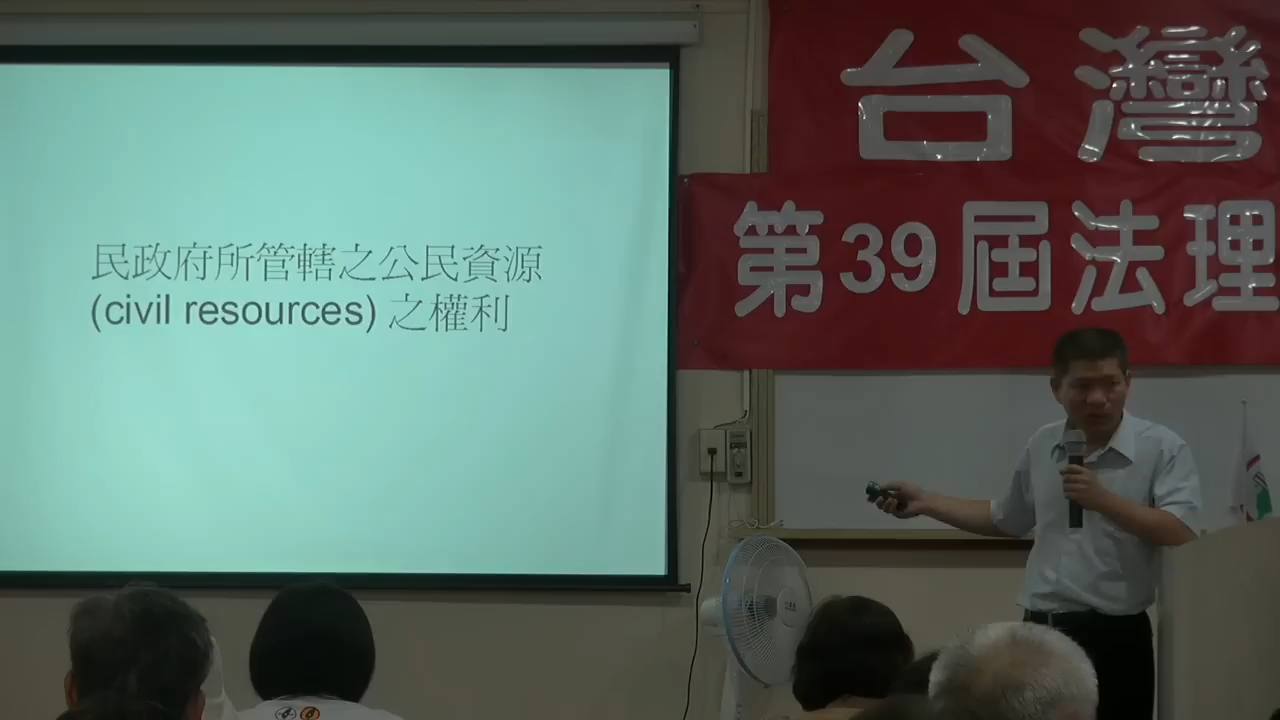 民政府所管轄之公民資源
(civil resources) 之權利
台灣
第39屆法理